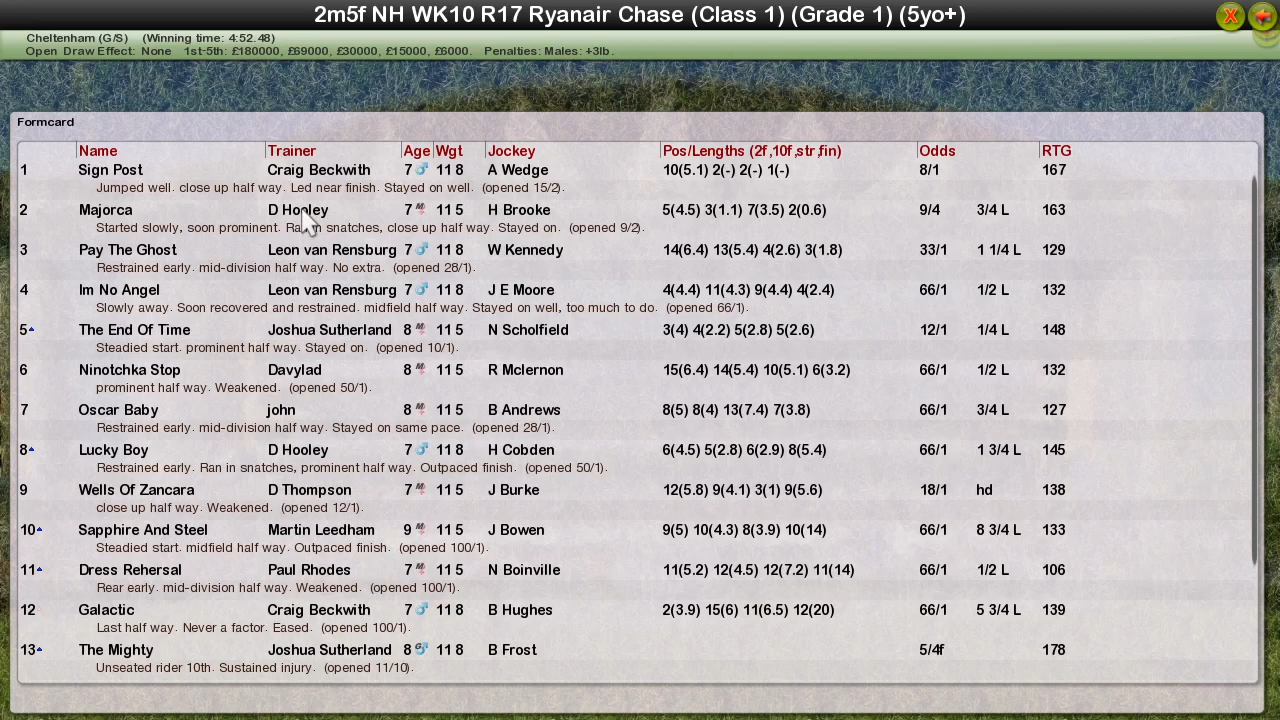 2m5f NH WK10 R17 Ryanair Chase (Class 1) (Grade 1) (5yo+)
Cheltenham (G/S) (Winning time: 4:52.48)
Open Draw Effect: None 1st-5th: £180000, £69000, £30000, £15000, £6000. Penalties: Males: +3lb.
Formcard
Name Trainer Age Wgt Jockey Pos/Lengths (2f,10f,str,fin) Odds RTG
1 Sign Post Craig Beckwith 7 11 8 A Wedge 10(5.1) 2(-) 2(-) 1(-) 8/1 167
Jumped well. close up half way. Led near finish. Stayed on well. (opened 15/2).
2 Majorca D Hooley 7 11 5 H Brooke 5(4.5) 3(1.1) 7(3.5) 2(0.6) 9/4 3/4 L 163
Started slowly, soon prominent. Ran in snatches, close up half way. Stayed on. (opened 9/2).
3 Pay The Ghost Leon van Rensburg 7 11 8 W Kennedy 14(6.4) 13(5.4) 4(2.6) 3(1.8) 33/1 1 1/4 L 129
Restrained early. mid-division half way. No extra. (opened 28/1).
4 Im No Angel Leon van Rensburg 7 11 8 J E Moore 4(4.4) 11(4.3) 9(4.4) 4(2.4) 66/1 1/2 L 132
Slowly away. Soon recovered and restrained. midfield half way. Stayed on well, too much to do. (opened 66/1).
5 The End Of Time Joshua Sutherland 8 11 5 N Scholfield 3(4) 4(2.2) 5(2.8) 5(2.6) 12/1 1/4 L 148
Steadied start. prominent half way. Stayed on. (opened 10/1).
6 Ninotchka Stop Davylad 8 11 5 R Mclernon 15(6.4) 14(5.4) 10(5.1) 6(3.2) 66/1 1/2 L 132
prominent half way. Weakened. (opened 50/1).
7 Oscar Baby john 8 11 5 B Andrews 8(5) 8(4) 13(7.4) 7(3.8) 66/1 3/4 L 127
Restrained early. mid-division half way. Stayed on same pace. (opened 28/1).
8 Lucky Boy D Hooley 7 11 8 H Cobden 6(4.5) 5(2.8) 6(2.9) 8(5.4) 66/1 1 3/4 L 145
Restrained early. Ran in snatches, prominent half way. Outpaced finish. (opened 50/1).
9 Wells Of Zancara D Thompson 7 11 5 J Burke 12(5.8) 9(4.1) 3(1) 9(5.6) 18/1 hd 138
close up half way. Weakened. (opened 12/1).
10 Sapphire And Steel Martin Leedham 9 11 5 J Bowen 9(5) 10(4.3) 8(3.9) 10(14) 66/1 8 3/4 L 133
Steadied start. midfield half way. Outpaced finish. (opened 100/1).
11 Dress Rehersal Paul Rhodes 7 11 5 N Boinville 11(5.2) 12(4.5) 12(7.2) 11(14) 66/1 1/2 L 106
Rear early. mid-division half way. Weakened. (opened 100/1).
12 Galactic Craig Beckwith 7 11 8 B Hughes 2(3.9) 15(6) 11(6.5) 12(20) 66/1 5 3/4 L 139
Last half way. Never a factor. Eased. (opened 100/1).
13 The Mighty Joshua Sutherland 8 11 8 B Frost 5/4f 178
Unseated rider 10th. Sustained injury. (opened 11/10).